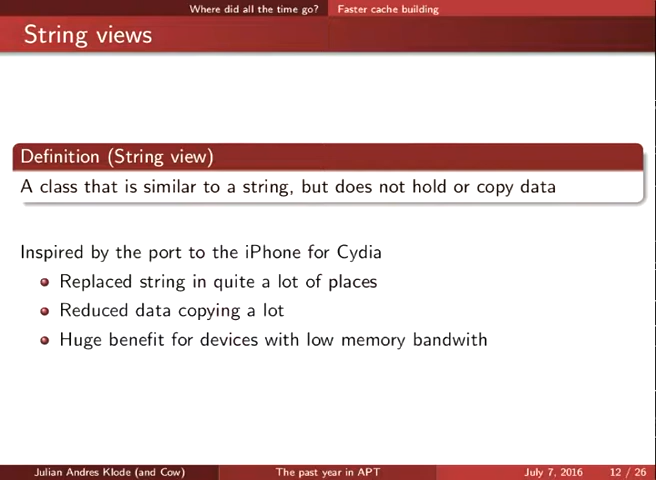 Where did all the time go? Faster cache building
String views
Definition (String view)
A class that is similar to a string, but does not hold or copy data
Inspired by the port to the iPhone for Cydia
Replaced string in quite a lot of places
Reduced data copying a lot
Huge benefit for devices with low memory bandwith
Julian Andres Klode (and Cow) The past year in APT July 7, 2016 12 / 26